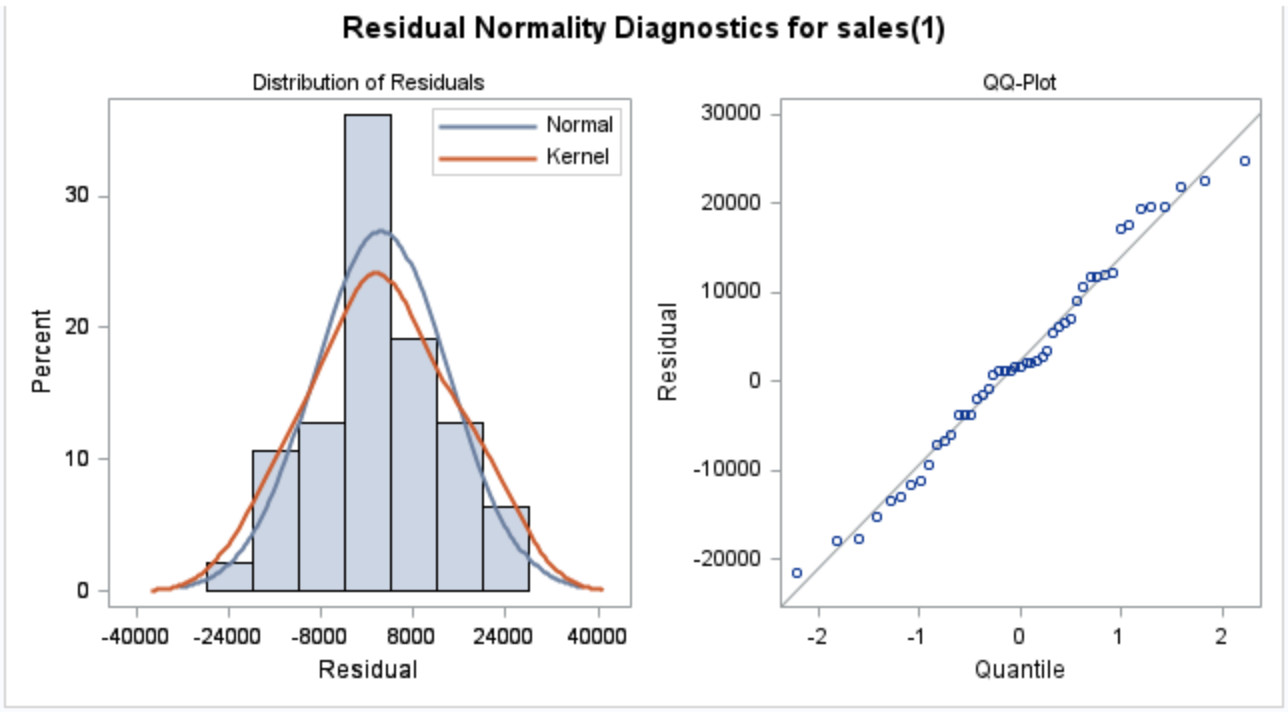 Residual Normality Diagnostics for sales(1)
Distribution of Residuals
Normal
Kernel
Percent
30
20
10
0
-40000 -24000 -8000 8000 24000 40000
Residual
QQ-Plot
Residual
30000
20000
10000
0
-10000
-20000
-2 -1 0 1 2
Quantile